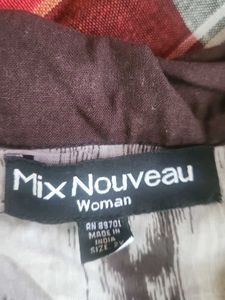 Mix Nouveau
Woman
RN 89701
MADE IN
INDIA
SIZE